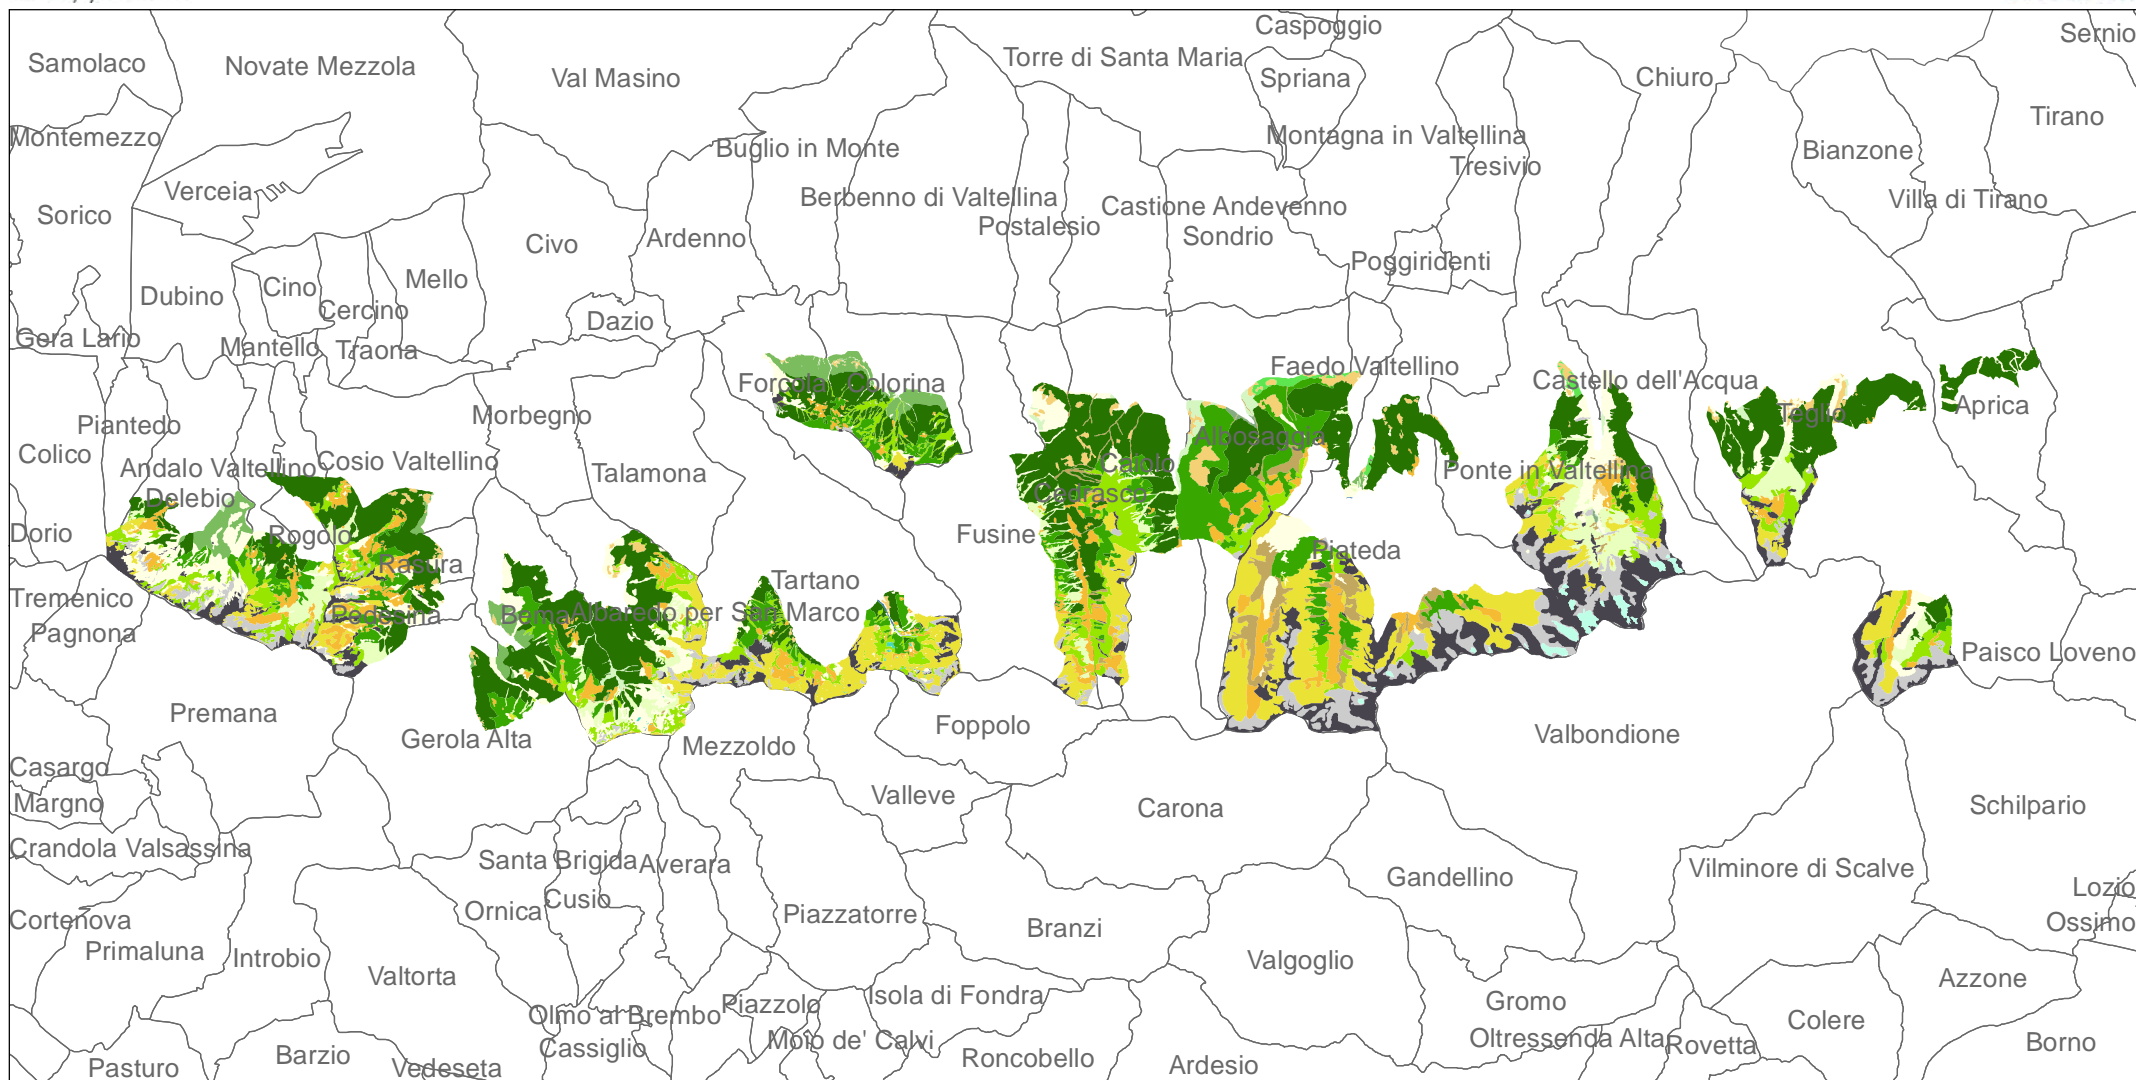 Caspoggio
Sernio
Samolaco
Novate Mezzola
Val Masino
Torre di Santa Maria
Spriana
Chiuro
Tirano
Montemezzo
Buglio in Monte
Montagna in Valtellina
Bianzone
Tresivio
Verceia
Berbenno di Valtellina
Villa di Tirano
Sorico
Castione Andevenno
Postalesio
Sondrio
Civo
Ardenno
Poggiridenti
Mello
Cino
Dubino
Cercino
Dazio
Gera Lario
Mantello
Traona
Faedo Valtellino
Forcola
Colorina
Castello dell'Acqua
Aprica
Teglio
Morbegno
Piantedo
Albosaggia
Colico
Andalo Valtellino
Cosio Valtellino
Caiolo
Talamona
Ponte in Valtellina
Delebio
Cedrasco
Dorio
Rogolo
Fusine
Piateda
Rasura
Tartano
Tremenico
Pedesina
Bema
Albaredo per San Marco
Pagnona
Paisco Loveno
Premana
Foppolo
Gerola Alta
Mezzoldo
Valbondione
Casargo
Margno
Valleve
Carona
Schilpario
Crandola Valsassina
Santa Brigida
Averara
Vilminore di Scalve
Gandellino
Lozio
Cusio
Ornica
Cortenova
Piazzatorre
Branzi
Ossimo
Primaluna
Introbio
Valtorta
Valgoglio
Azzone
Isola di Fondra
Piazzolo
Gromo
Olmo al Brembo
Colere
Moio de' Calvi
Oltressenda Alta
Rovetta
Borno
Cassiglio
Barzio
Roncobello
Ardesio
Pasturo
Vedeseta